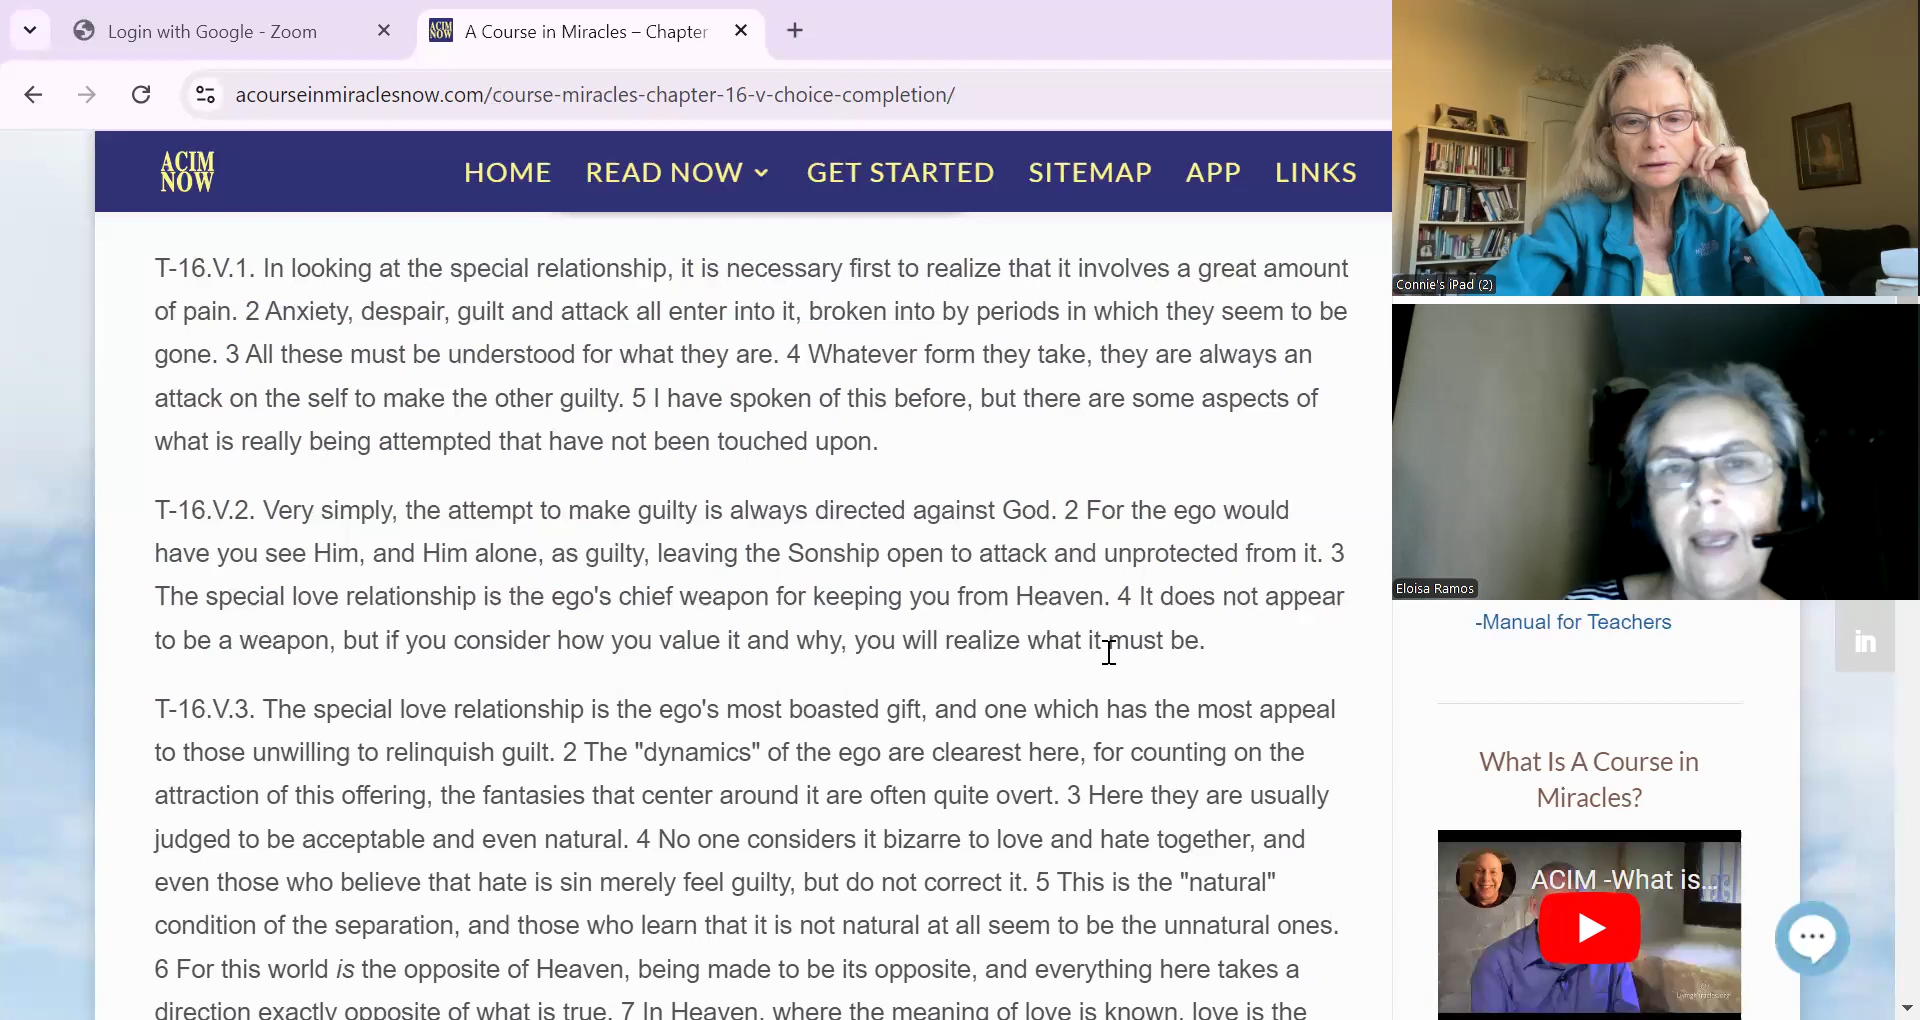 Login with Google - Zoom
A Course in Miracles – Chapter
acourseinmiraclesnow.com/course-miracles-chapter-16-v-choice-completion/
ACIM NOW
HOME READ NOW GET STARTED SITEMAP APP LINKS
T-16.V.1. In looking at the special relationship, it is necessary first to realize that it involves a great amount
of pain. 2 Anxiety, despair, guilt and attack all enter into it, broken into by periods in which they seem to be
gone. 3 All these must be understood for what they are. 4 Whatever form they take, they are always an
attack on the self to make the other guilty. 5 I have spoken of this before, but there are some aspects of
what is really being attempted that have not been touched upon.
T-16.V.2. Very simply, the attempt to make guilty is always directed against God. 2 For the ego would
have you see Him, and Him alone, as guilty, leaving the Sonship open to attack and unprotected from it. 3
The special love relationship is the ego's chief weapon for keeping you from Heaven. 4 It does not appear
to be a weapon, but if you consider how you value it and why, you will realize what it must be.
T-16.V.3. The special love relationship is the ego's most boasted gift, and one which has the most appeal
to those unwilling to relinquish guilt. 2 The "dynamics" of the ego are clearest here, for counting on the
attraction of this offering, the fantasies that center around it are often quite overt. 3 Here they are usually
judged to be acceptable and even natural. 4 No one considers it bizarre to love and hate together, and
even those who believe that hate is sin merely feel guilty, but do not correct it. 5 This is the "natural"
condition of the separation, and those who learn that it is not natural at all seem to be the unnatural ones.
6 For this world is the opposite of Heaven, being made to be its opposite, and everything here takes a
direction exactly opposite of what is true. 7 In Heaven, where the meaning of love is known, love is the
Connie's iPad (2)
Eloisa Ramos
-Manual for Teachers
in
What Is A Course in
Miracles?
ACIM -What is...